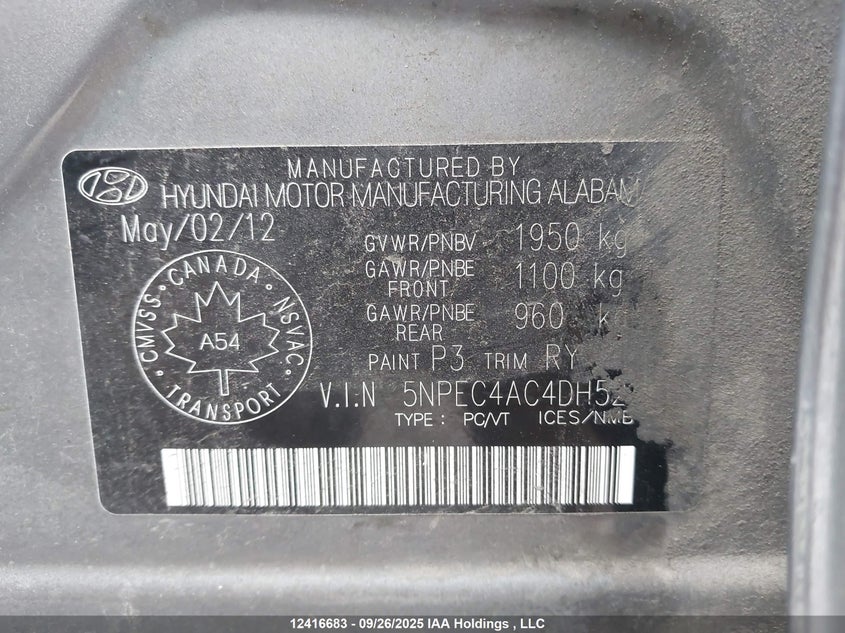 MANUFACTURED BY
HYUNDAI MOTOR MANUFACTURING ALABAM
May/02/12
GVWR/PNBV 1950 kg
GAWR/PNBE FRONT 1100 kg
GAWR/PNBE REAR 960 k
PAINT P3 TRIM RY
V.I.N 5NPEC4AC4DH52
TYPE : PC/VT ICES/NMB
CMVSS · CANADA · NSVAC · TRANSPORT ·
A54
12416683 - 09/26/2025 IAA Holdings , LLC